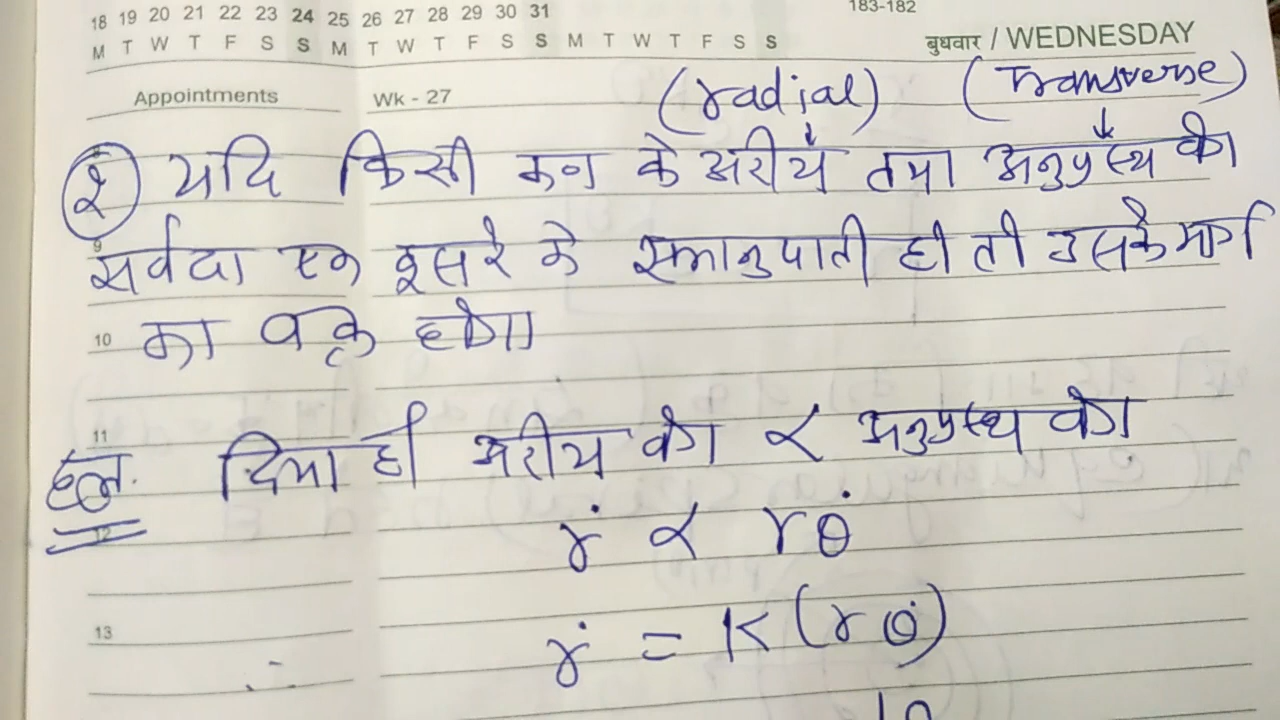 183-182
18 19 20 21 22 23 24 25 26 27 28 29 30 31
M T W T F S S M T W T F S S M T W T F S S
बुधवार / WEDNESDAY
Appointments Wk - 27
(radial) (Transverse)
१ यदि किसी कण के अरीय तथा अनुप्रस्थ वेग
9
सर्वदा एक दूसरे के समानुपाती हो तो उसके मार्ग
10 का वक्र होगा
11
हल. दिया है अरीय वेग ∝ अनुप्रस्थ वेग
12
ṙ ∝ rθ̇
13
∴ ṙ = K (r θ̇)